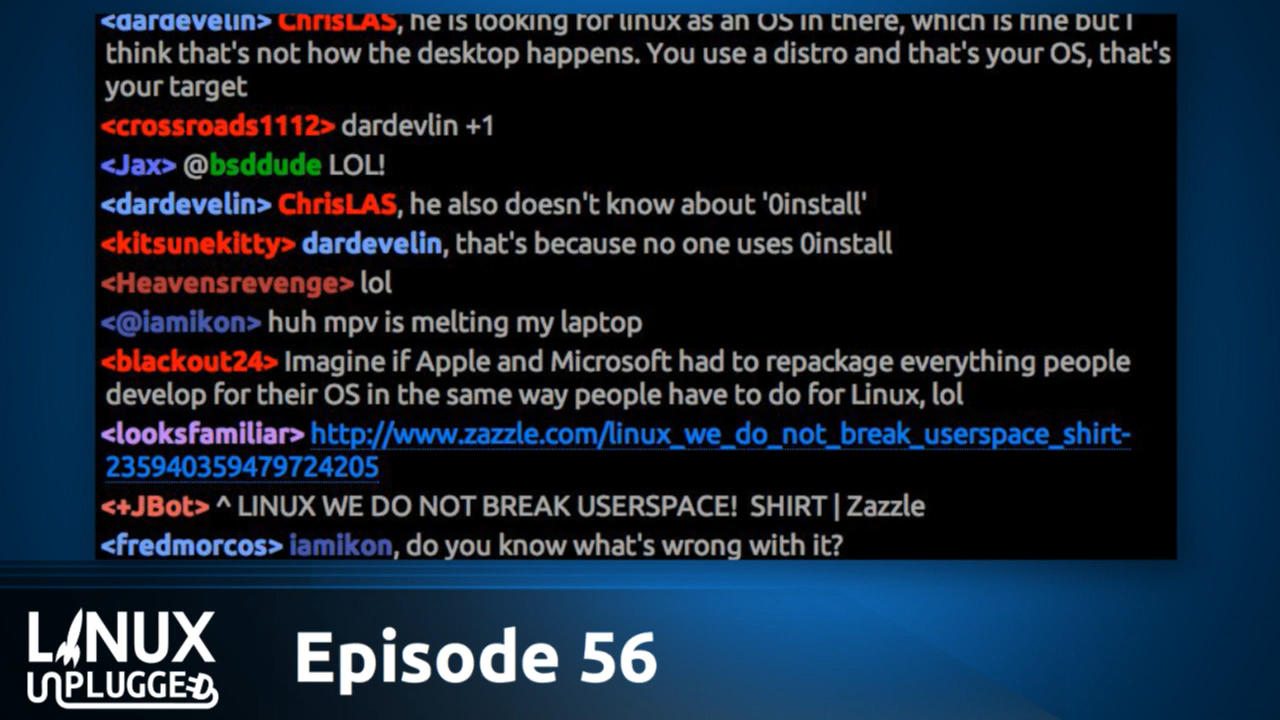 <dardevelin> ChrisLAS, he is looking for linux as an OS in there, which is fine but I
think that's not how the desktop happens. You use a distro and that's your OS, that's
your target
<crossroads1112> dardevlin +1
<Jax> @bsddude LOL!
<dardevelin> ChrisLAS, he also doesn't know about '0install'
<kitsunekitty> dardevelin, that's because no one uses 0install
<Heavensrevenge> lol
<@iamikon> huh mpv is melting my laptop
<blackout24> Imagine if Apple and Microsoft had to repackage everything people
develop for their OS in the same way people have to do for Linux, lol
<looksfamiliar> http://www.zazzle.com/linux_we_do_not_break_userspace_shirt-
235940359479724205
<+JBot> ^ LINUX WE DO NOT BREAK USERSPACE!  SHIRT | Zazzle
<fredmorcos> iamikon, do you know what's wrong with it?
LINUX
UNPLUGGED
Episode 56